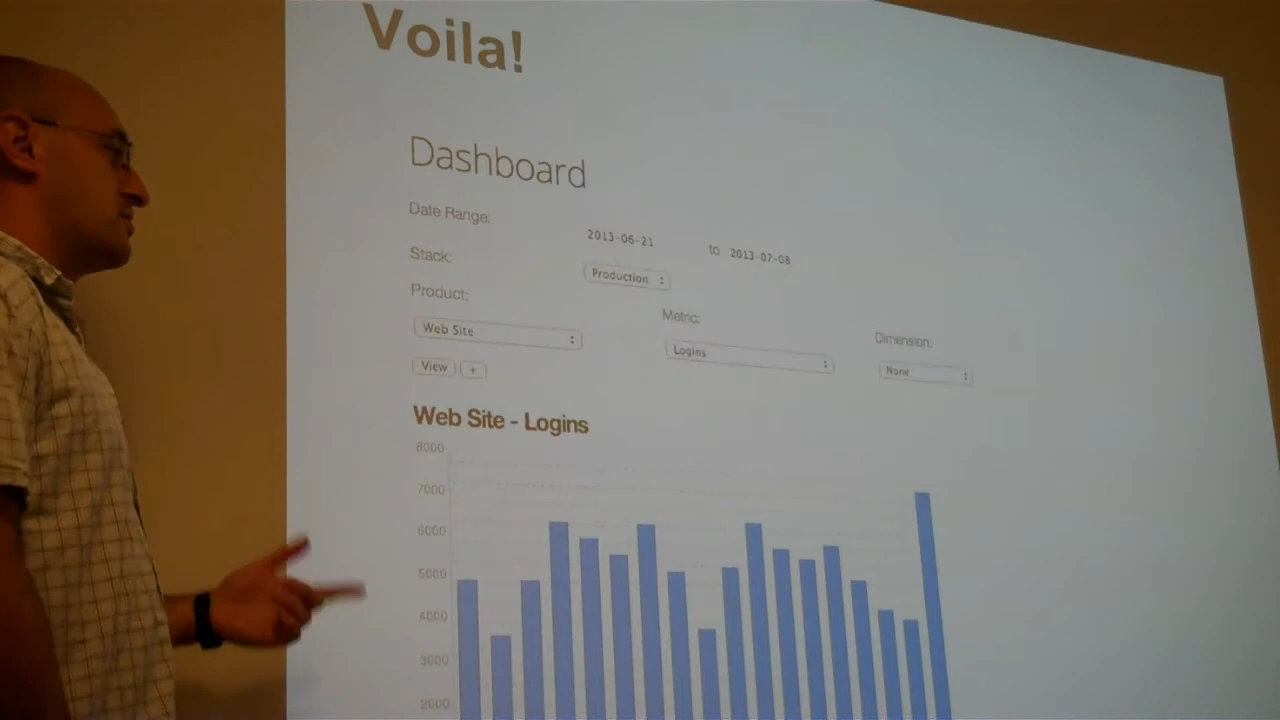 Voila!
Dashboard
Date Range:
2013-06-21 to 2013-07-08
Stack:
Production
Product:
Metric:
Dimension:
Web Site
Logins
None
View +
Web Site - Logins
8000
7000
6000
5000
4000
3000
2000